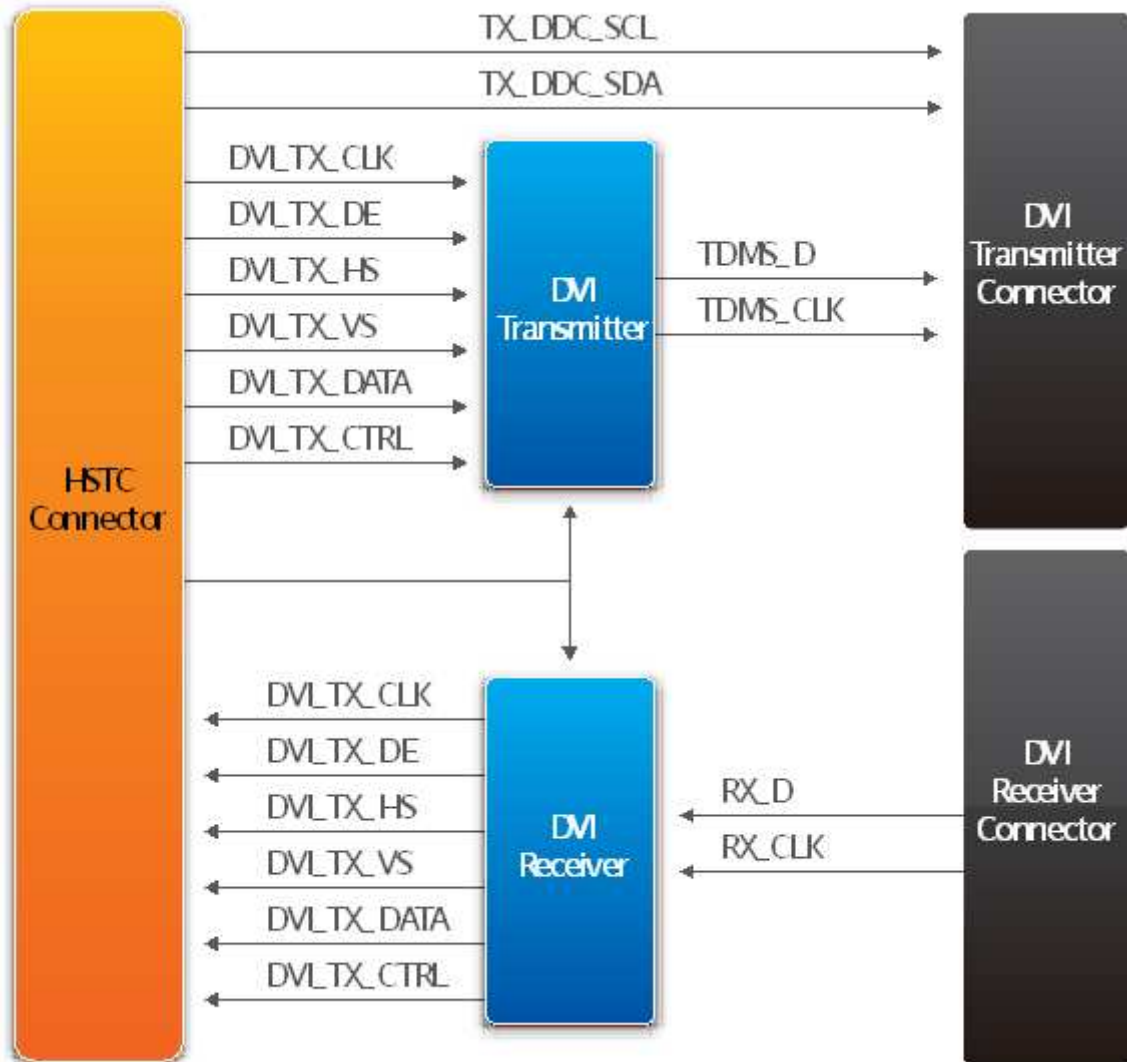 TX_DDC_SCL
TX_DDC_SDA
DVI_TX_CLK
DVI_TX_DE
DVI_TX_HS
DVI_TX_VS
DVI_TX_DATA
DVI_TX_CTRL
DVI
Transmitter
TDMS_D
TDMS_CLK
DVI
Transmitter
Connector
HSTC
Connector
DVI_TX_CLK
DVI_TX_DE
DVI_TX_HS
DVI_TX_VS
DVI_TX_DATA
DVI_TX_CTRL
DVI
Receiver
RX_D
RX_CLK
DVI
Receiver
Connector